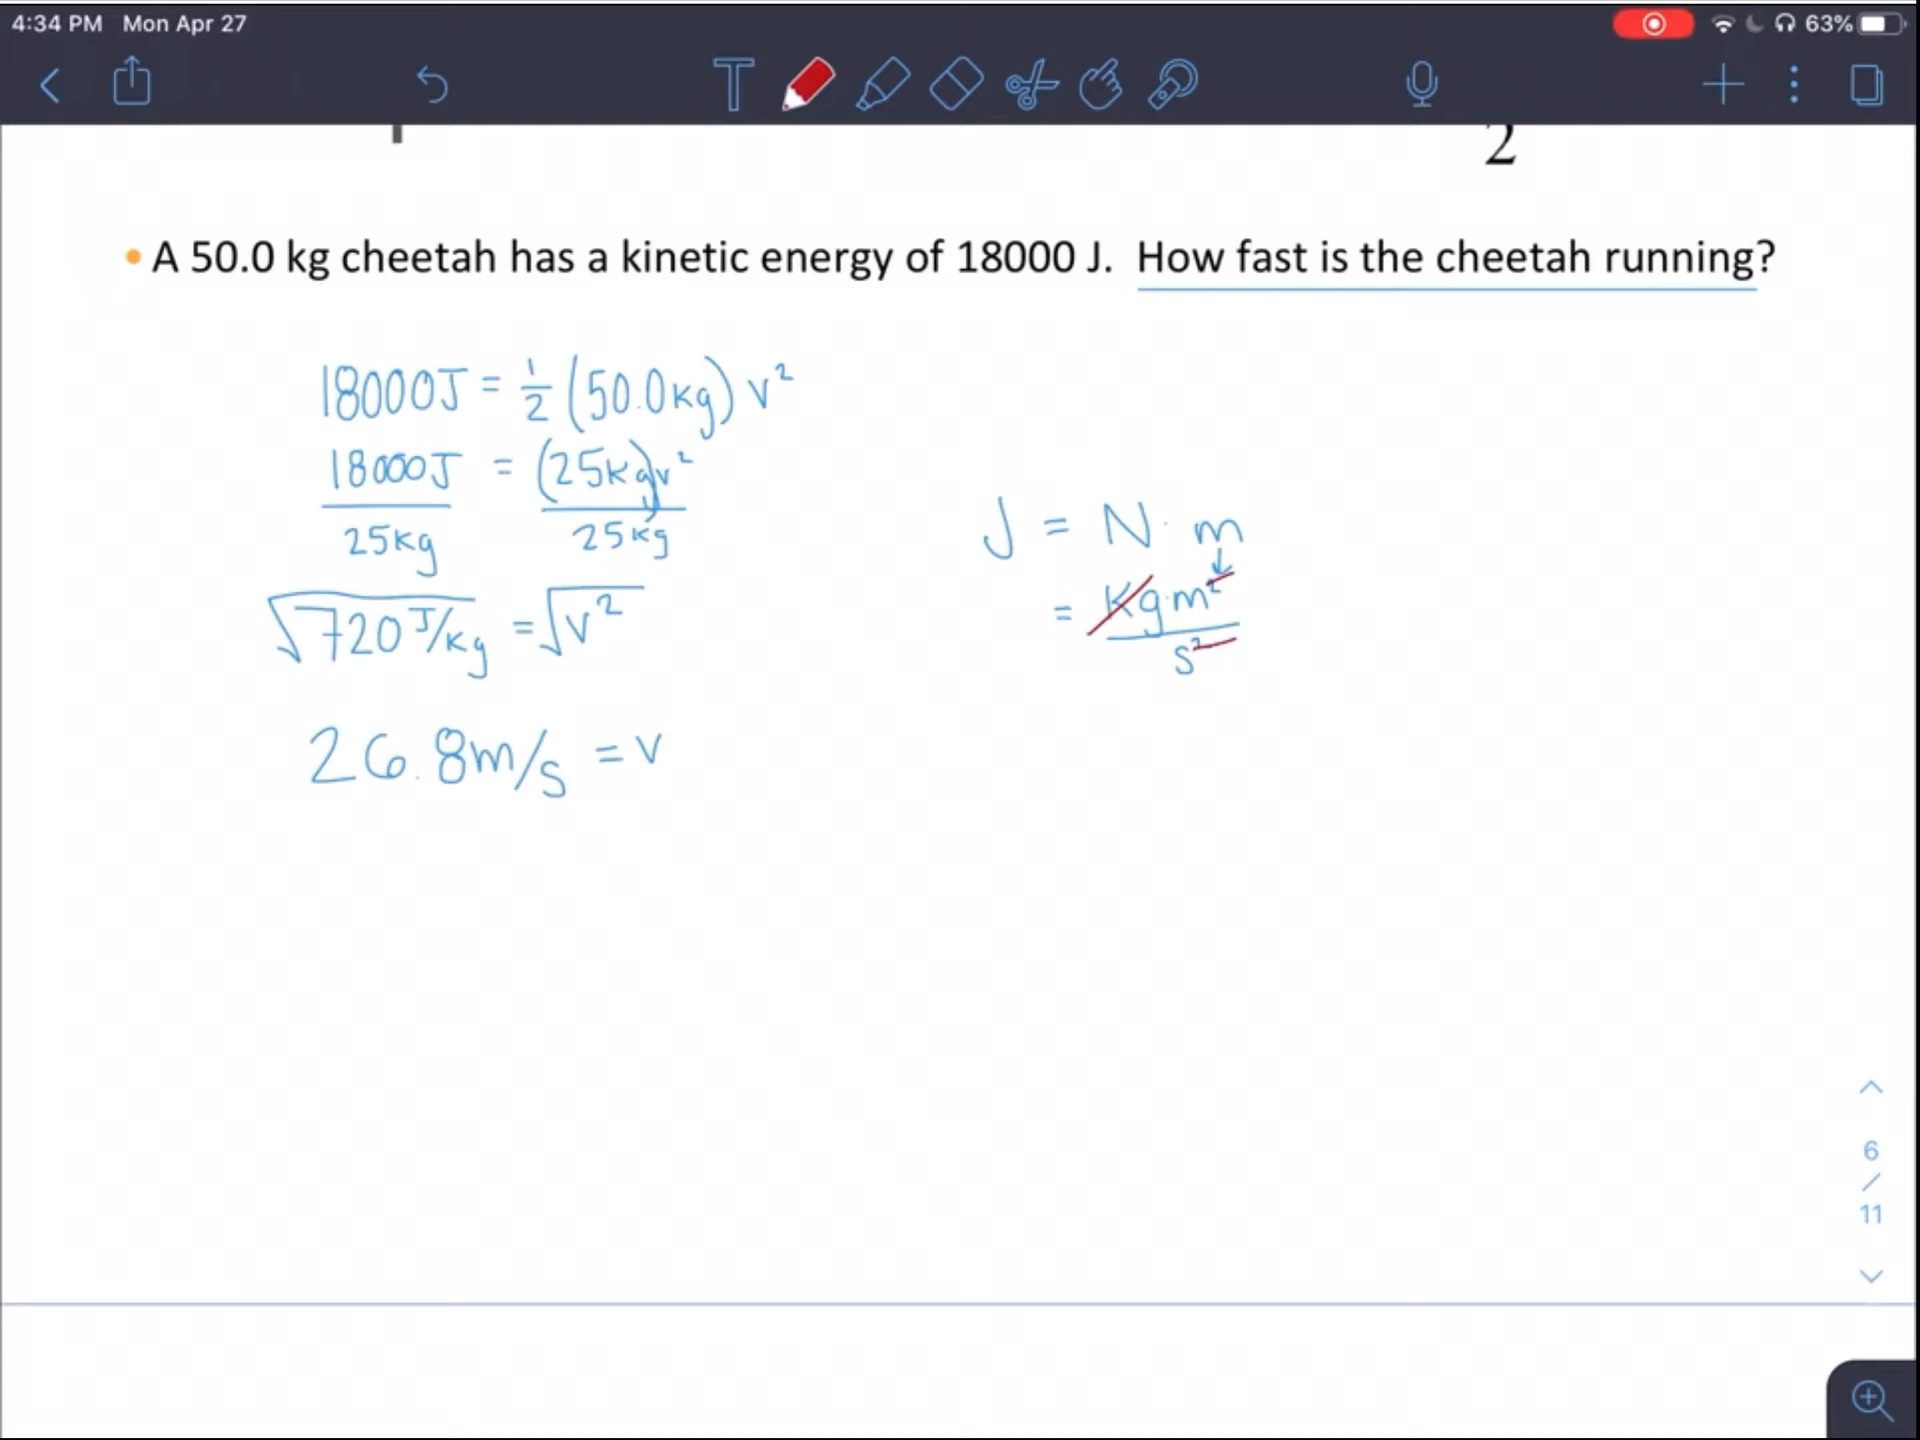 4:34 PM Mon Apr 27 63%
T
2
• A 50.0 kg cheetah has a kinetic energy of 18000 J. How fast is the cheetah running?
18000J = 1/2 (50.0kg) v²
18000J = (25kg)v²
25kg 25kg
√720 J/kg = √v²
26.8m/s = v
J = N· m
= kg·m²
s²
6
/
11